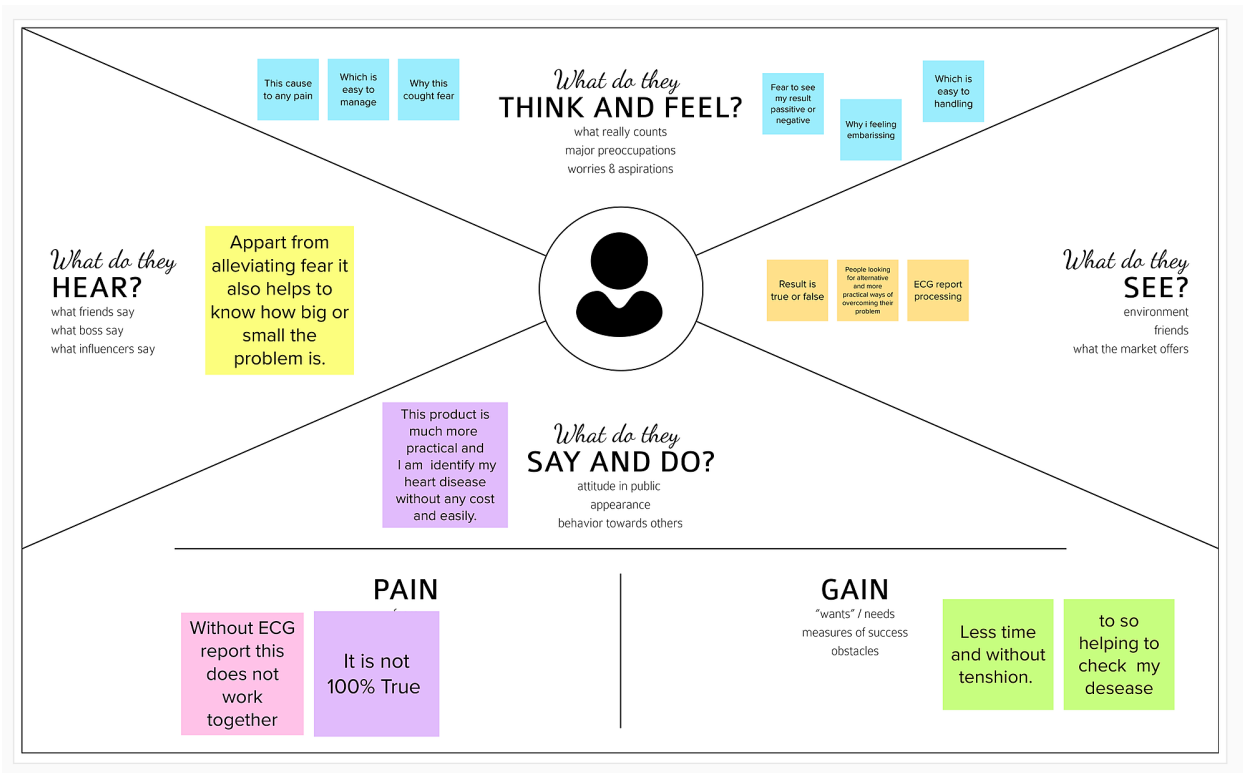 This cause
to any pain
Which is
easy to
manage
Why this
cought fear
What do they
THINK AND FEEL?
what really counts
major preoccupations
worries & aspirations
Fear to see
my result
passitive or
negative
Why i feeling
embarissing
Which is
easy to
handling
What do they
HEAR?
what friends say
what boss say
what influencers say
Appart from
alleviating fear it
also helps to
know how big or
small the
problem is.
Result is
true or false
People looking
for alternative
and more
practical ways of
overcoming their
problem
ECG report
processing
What do they
SEE?
environment
friends
what the market offers
This product is
much more
practical and
I am identify my
heart disease
without any cost
and easily.
What do they
SAY AND DO?
attitude in public
appearance
behavior towards others
PAIN
Without ECG
report this
does not
work
together
It is not
100% True
GAIN
“wants” / needs
measures of success
obstacles
Less time
and without
tenshion.
to so
helping to
check my
desease